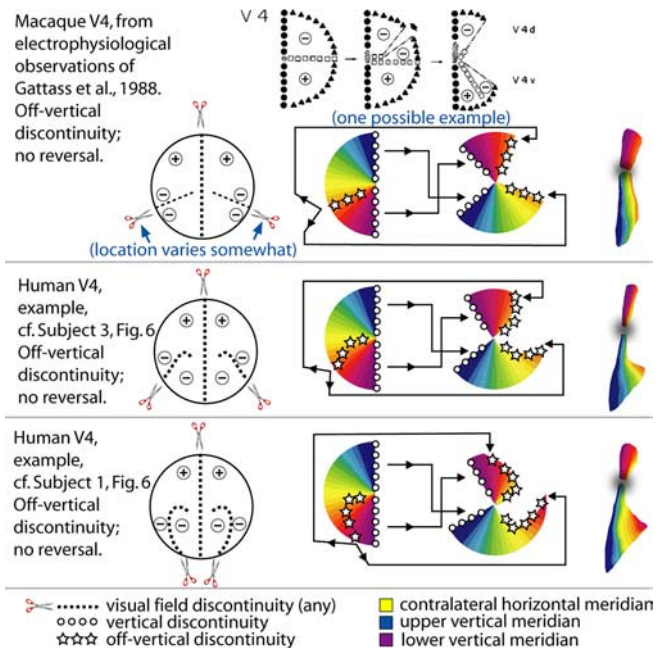 Macaque V4, from
electrophysiological
observations of
Gattass et al., 1988.
Off-vertical
discontinuity;
no reversal.
V 4
V4d
V4v
(one possible example)
(location varies somewhat)
Human V4,
example,
cf. Subject 3, Fig. 6
Off-vertical
discontinuity;
no reversal.
Human V4,
example,
cf. Subject 1, Fig. 6
Off-vertical
discontinuity;
no reversal.
visual field discontinuity (any)
vertical discontinuity
off-vertical discontinuity
contralateral horizontal meridian
upper vertical meridian
lower vertical meridian